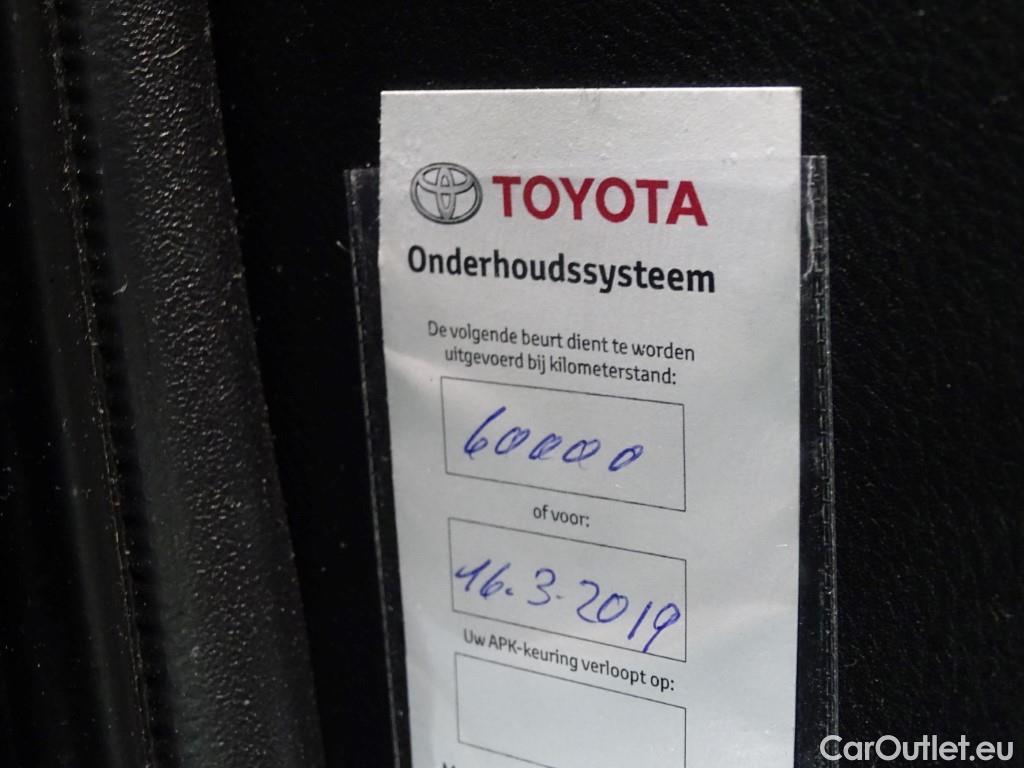 TOYOTA
Onderhoudssysteem
De volgende beurt dient te worden
uitgevoerd bij kilometerstand:
60000
of voor:
16.3-2019
Uw APK-keuring verloopt op:
CarOutlet.eu